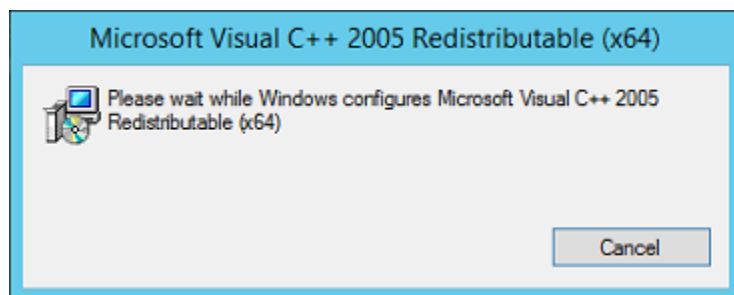 Microsoft Visual C++ 2005 Redistributable (x64)
Please wait while Windows configures Microsoft Visual C++ 2005
Redistributable (x64)
Cancel